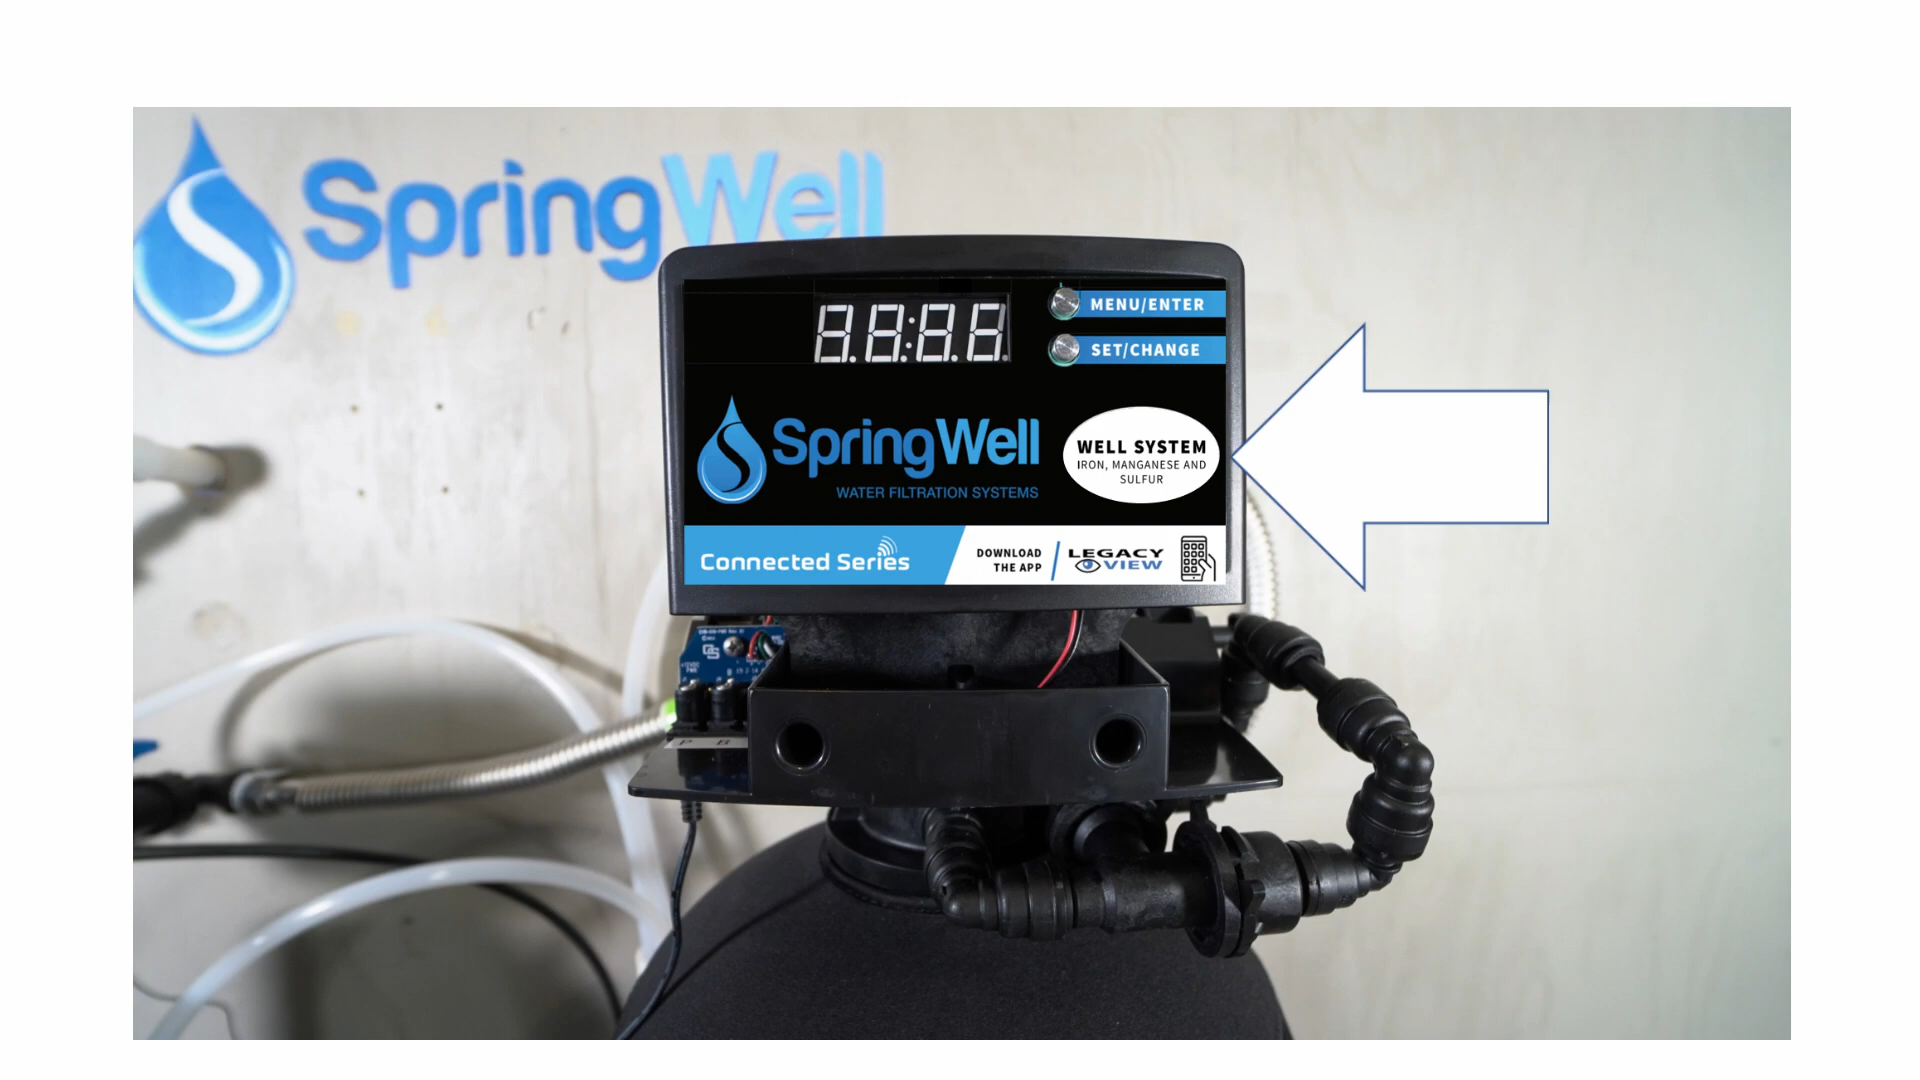 SpringWell
8.8:8.8.
MENU/ENTER
SET/CHANGE
SpringWell
WATER FILTRATION SYSTEMS
WELL SYSTEM
IRON, MANGANESE AND
SULFUR
Connected Series
DOWNLOAD
THE APP
LEGACY
VIEW
P B